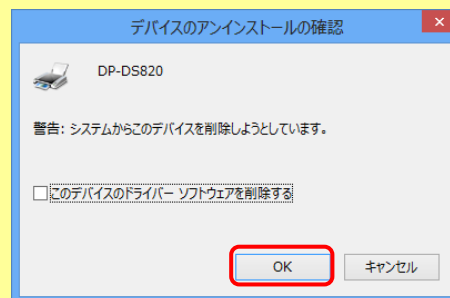 デバイスのアンインストールの確認
DP-DS820
警告: システムからこのデバイスを削除しようとしています。
このデバイスのドライバー ソフトウェアを削除する
OK
キャンセル